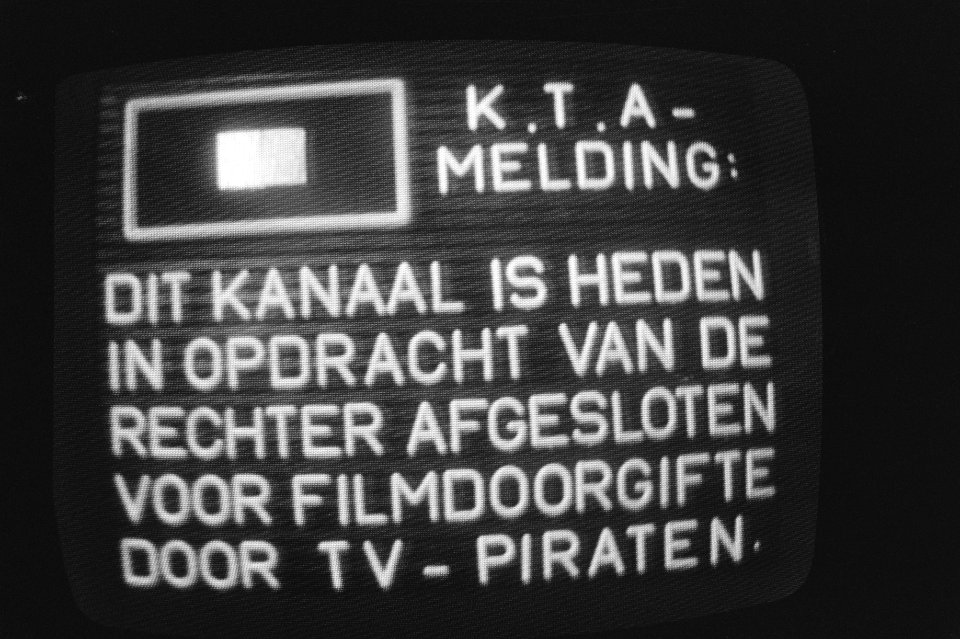 K.T.A-
MELDING:
DIT KANAAL IS HEDEN
IN OPDRACHT VAN DE
RECHTER AFGESLOTEN
VOOR FILMDOORGIFTE
DOOR TV-PIRATEN.